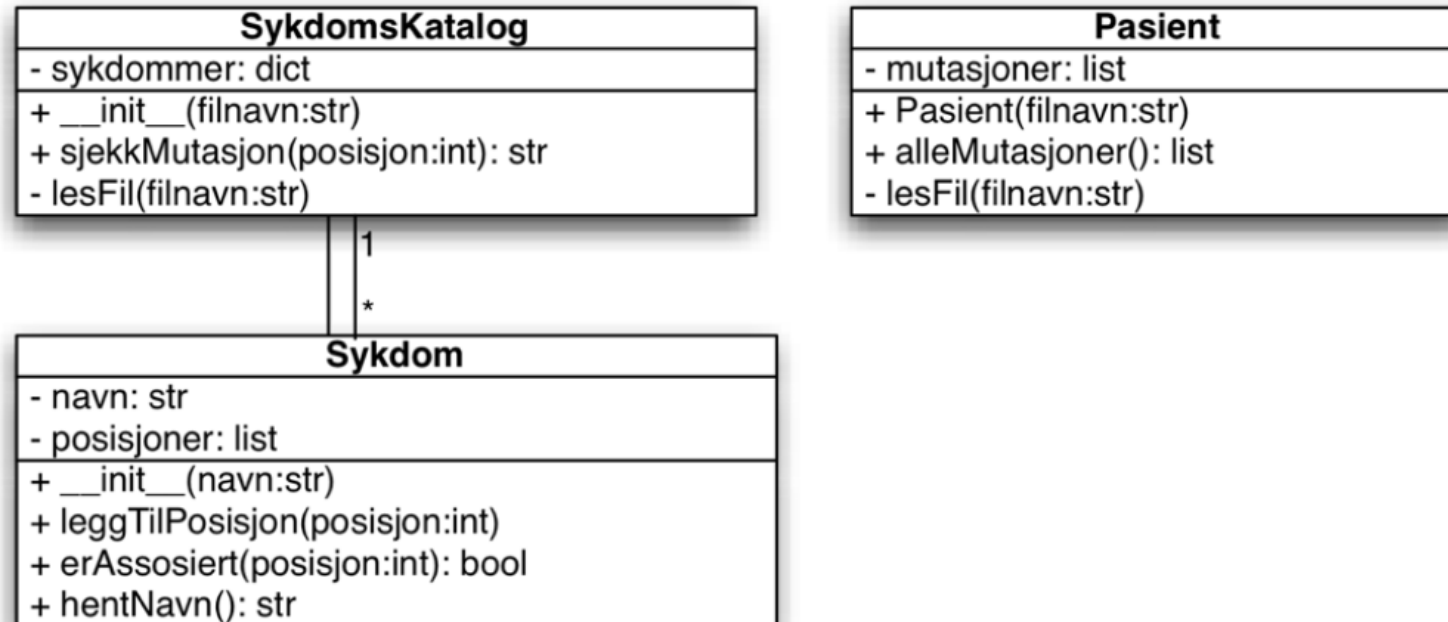 SykdomsKatalog
- sykdommer: dict
+ __init__(filnavn:str)
+ sjekkMutasjon(posisjon:int): str
- lesFil(filnavn:str)
Pasient
- mutasjoner: list
+ Pasient(filnavn:str)
+ alleMutasjoner(): list
- lesFil(filnavn:str)
1
*
Sykdom
- navn: str
- posisjoner: list
+ __init__(navn:str)
+ leggTilPosisjon(posisjon:int)
+ erAssosiert(posisjon:int): bool
+ hentNavn(): str